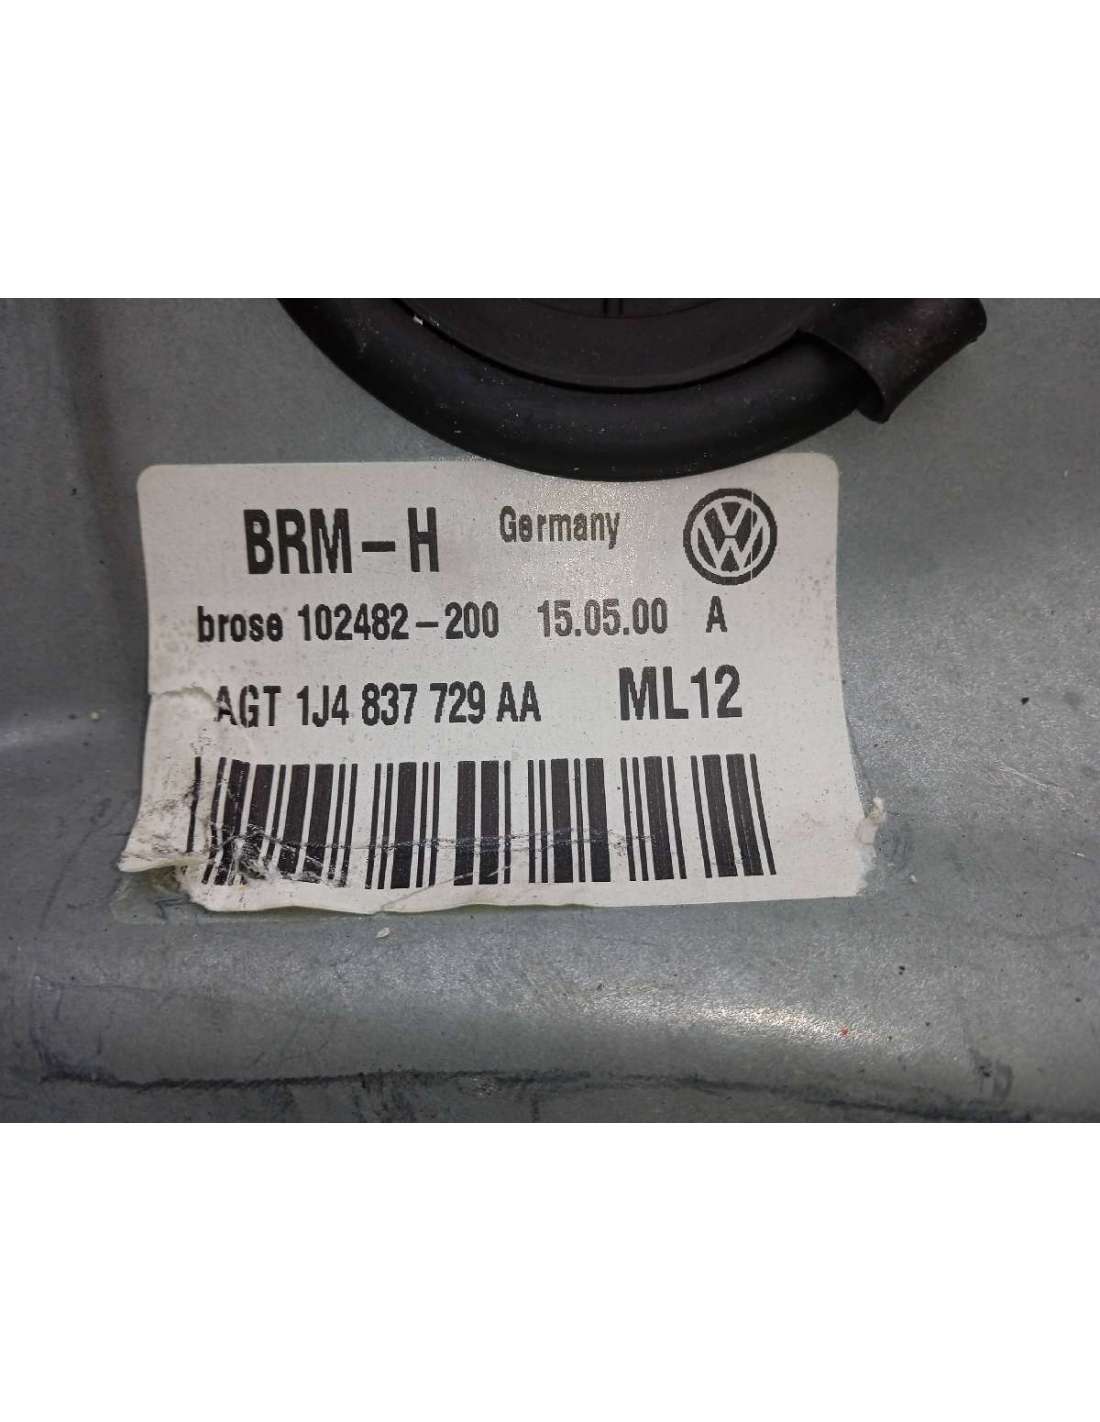 BRM-H Germany
brose 102482-200 15.05.00 A
AGT 1J4 837 729 AA ML12